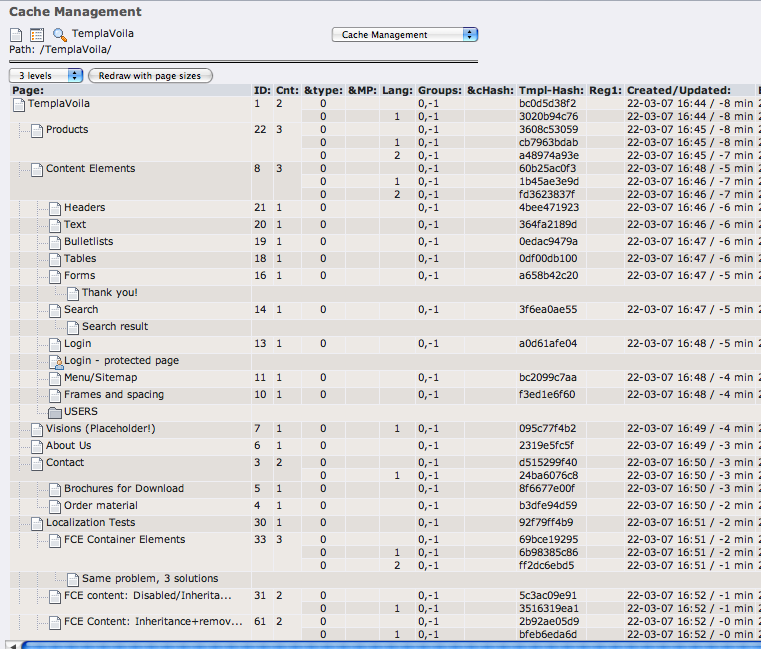 Cache Management
TemplaVoila
Cache Management
Path: /TemplaVoila/
3 levels
Redraw with page sizes
Page: ID: Cnt: &type: &MP: Lang: Groups: &cHash: Tmpl-Hash: Reg1: Created/Updated:
TemplaVoila 1 2 0 0,-1 bc0d5d38f2 22-03-07 16:44 / -8 min
0 1 0,-1 3020b94c76 22-03-07 16:44 / -8 min
Products 22 3 0 0,-1 3608c53059 22-03-07 16:45 / -8 min
0 1 0,-1 cb7963bdab 22-03-07 16:45 / -8 min
0 2 0,-1 a48974a93e 22-03-07 16:45 / -7 min
Content Elements 8 3 0 0,-1 60b25ac0f3 22-03-07 16:48 / -5 min
0 1 0,-1 1b45ae3e9d 22-03-07 16:46 / -7 min
0 2 0,-1 fd3623837f 22-03-07 16:46 / -7 min
Headers 21 1 0 0,-1 4bee471923 22-03-07 16:46 / -6 min
Text 20 1 0 0,-1 364fa2189d 22-03-07 16:46 / -6 min
Bulletlists 19 1 0 0,-1 0edac9479a 22-03-07 16:47 / -6 min
Tables 18 1 0 0,-1 0df00db100 22-03-07 16:47 / -6 min
Forms 16 1 0 0,-1 a658b42c20 22-03-07 16:47 / -5 min
Thank you!
Search 14 1 0 0,-1 3f6ea0ae55 22-03-07 16:47 / -5 min
Search result
Login 13 1 0 0,-1 a0d61afe04 22-03-07 16:48 / -5 min
Login - protected page
Menu/Sitemap 11 1 0 0,-1 bc2099c7aa 22-03-07 16:48 / -4 min
Frames and spacing 10 1 0 0,-1 f3ed1e6f60 22-03-07 16:48 / -4 min
USERS
Visions (Placeholder!) 7 1 0 1 0,-1 095c77f4b2 22-03-07 16:49 / -4 min
About Us 6 1 0 0,-1 2319e5fc5f 22-03-07 16:49 / -3 min
Contact 3 2 0 0,-1 d515299f40 22-03-07 16:50 / -3 min
0 1 0,-1 24ba6076c8 22-03-07 16:50 / -3 min
Brochures for Download 5 1 0 0,-1 8f6677e00f 22-03-07 16:50 / -3 min
Order material 4 1 0 0,-1 b3dfe94d59 22-03-07 16:50 / -2 min
Localization Tests 30 1 0 0,-1 92f79ff4b9 22-03-07 16:51 / -2 min
FCE Container Elements 33 3 0 0,-1 69bce19295 22-03-07 16:51 / -2 min
0 1 0,-1 6b98385c86 22-03-07 16:51 / -2 min
0 2 0,-1 ff2dc6ebd5 22-03-07 16:51 / -1 min
Same problem, 3 solutions
FCE content: Disabled/Inherita... 31 2 0 0,-1 5c3ac09e91 22-03-07 16:52 / -1 min
0 1 0,-1 3516319ea1 22-03-07 16:52 / -1 min
FCE Content: Inheritance+remov... 61 2 0 0,-1 2b92ae05d9 22-03-07 16:52 / -0 min
0 1 0,-1 bfeb6eda6d 22-03-07 16:52 / -0 min